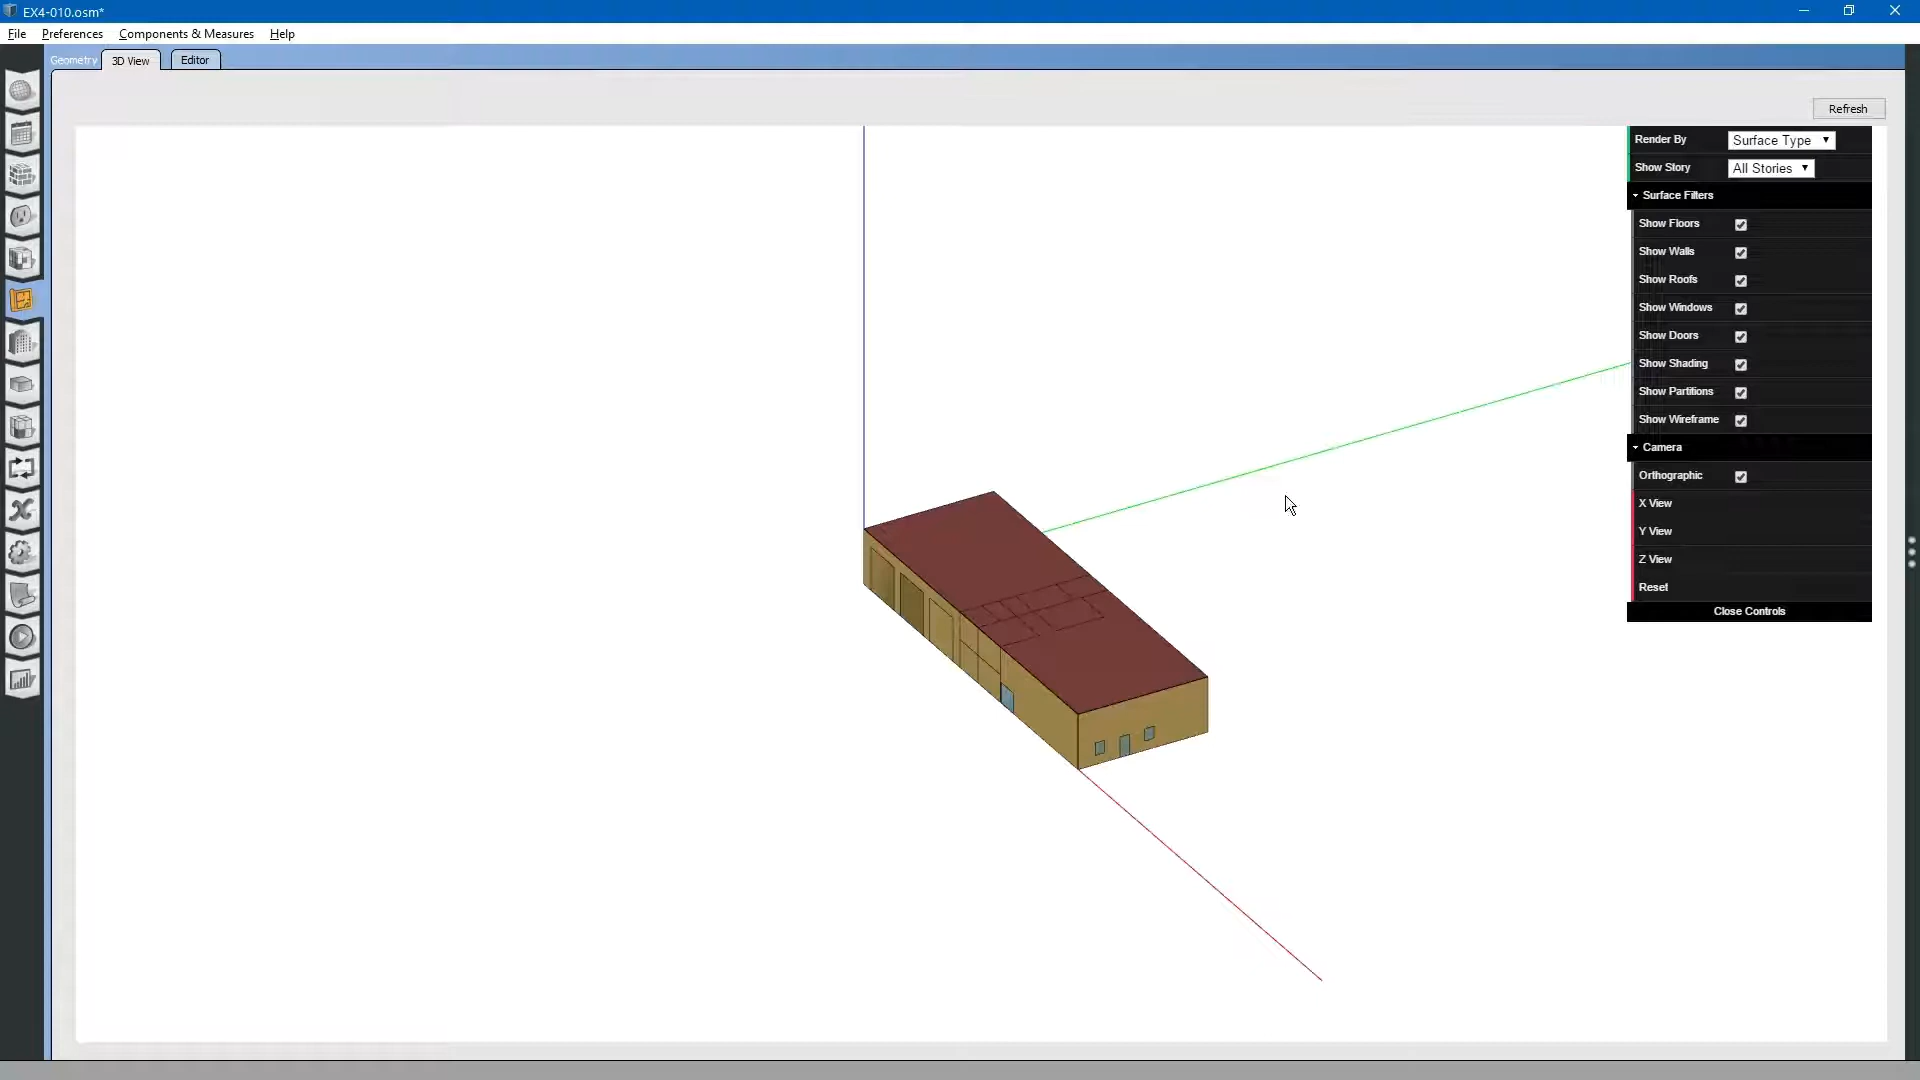 EX4-010.osm*
File Preferences Components & Measures Help
Geometry 3D View Editor
Refresh
Render By Surface Type
Show Story All Stories
Surface Filters
Show Floors
Show Walls
Show Roofs
Show Windows
Show Doors
Show Shading
Show Partitions
Show Wireframe
Camera
Orthographic
X View
Y View
Z View
Reset
Close Controls